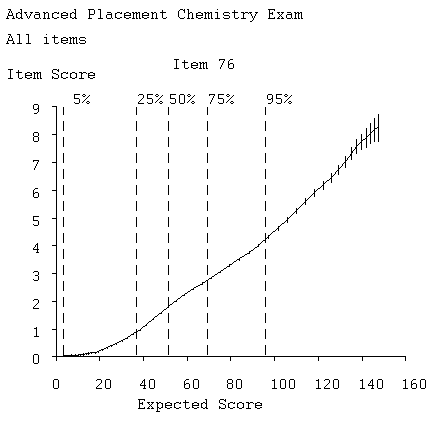 Advanced Placement Chemistry Exam
All items
Item 76
Item Score
5% 25% 50% 75% 95%
9
8
7
6
5
4
3
2
1
0
0 20 40 60 80 100 120 140 160
Expected Score